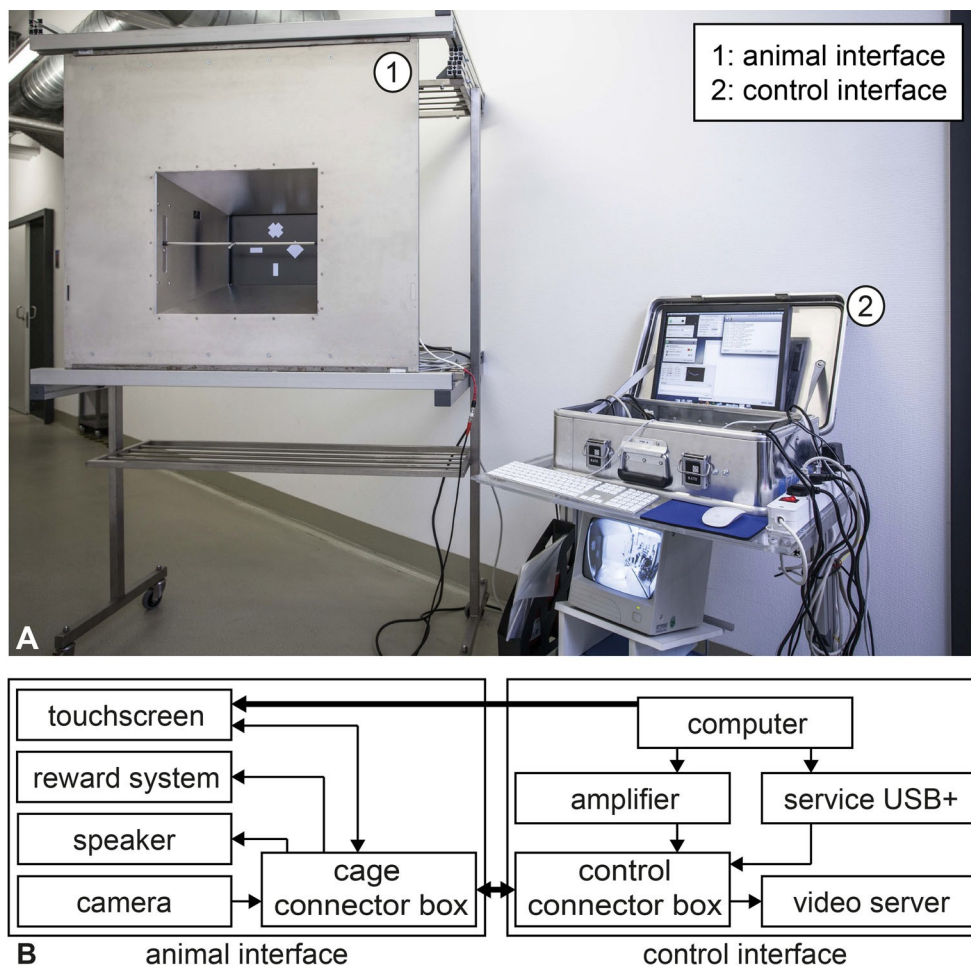 1
1: animal interface
2: control interface
2
A
touchscreen
computer
reward system
amplifier
service USB+
speaker
cage
connector box
control
connector box
camera
video server
B
animal interface
control interface